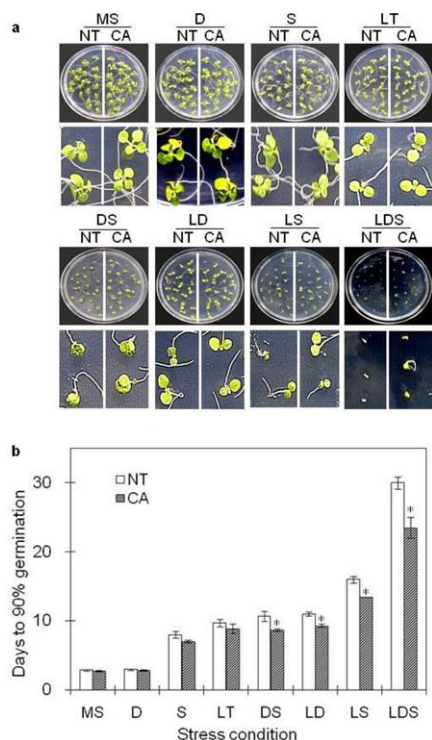 a
MS D S LT
NT CA NT CA NT CA NT CA
DS LD LS LDS
NT CA NT CA NT CA NT CA
b
30
20
10
0
Days to 90% germination
NT
CA
* * * *
MS D S LT DS LD LS LDS
Stress condition